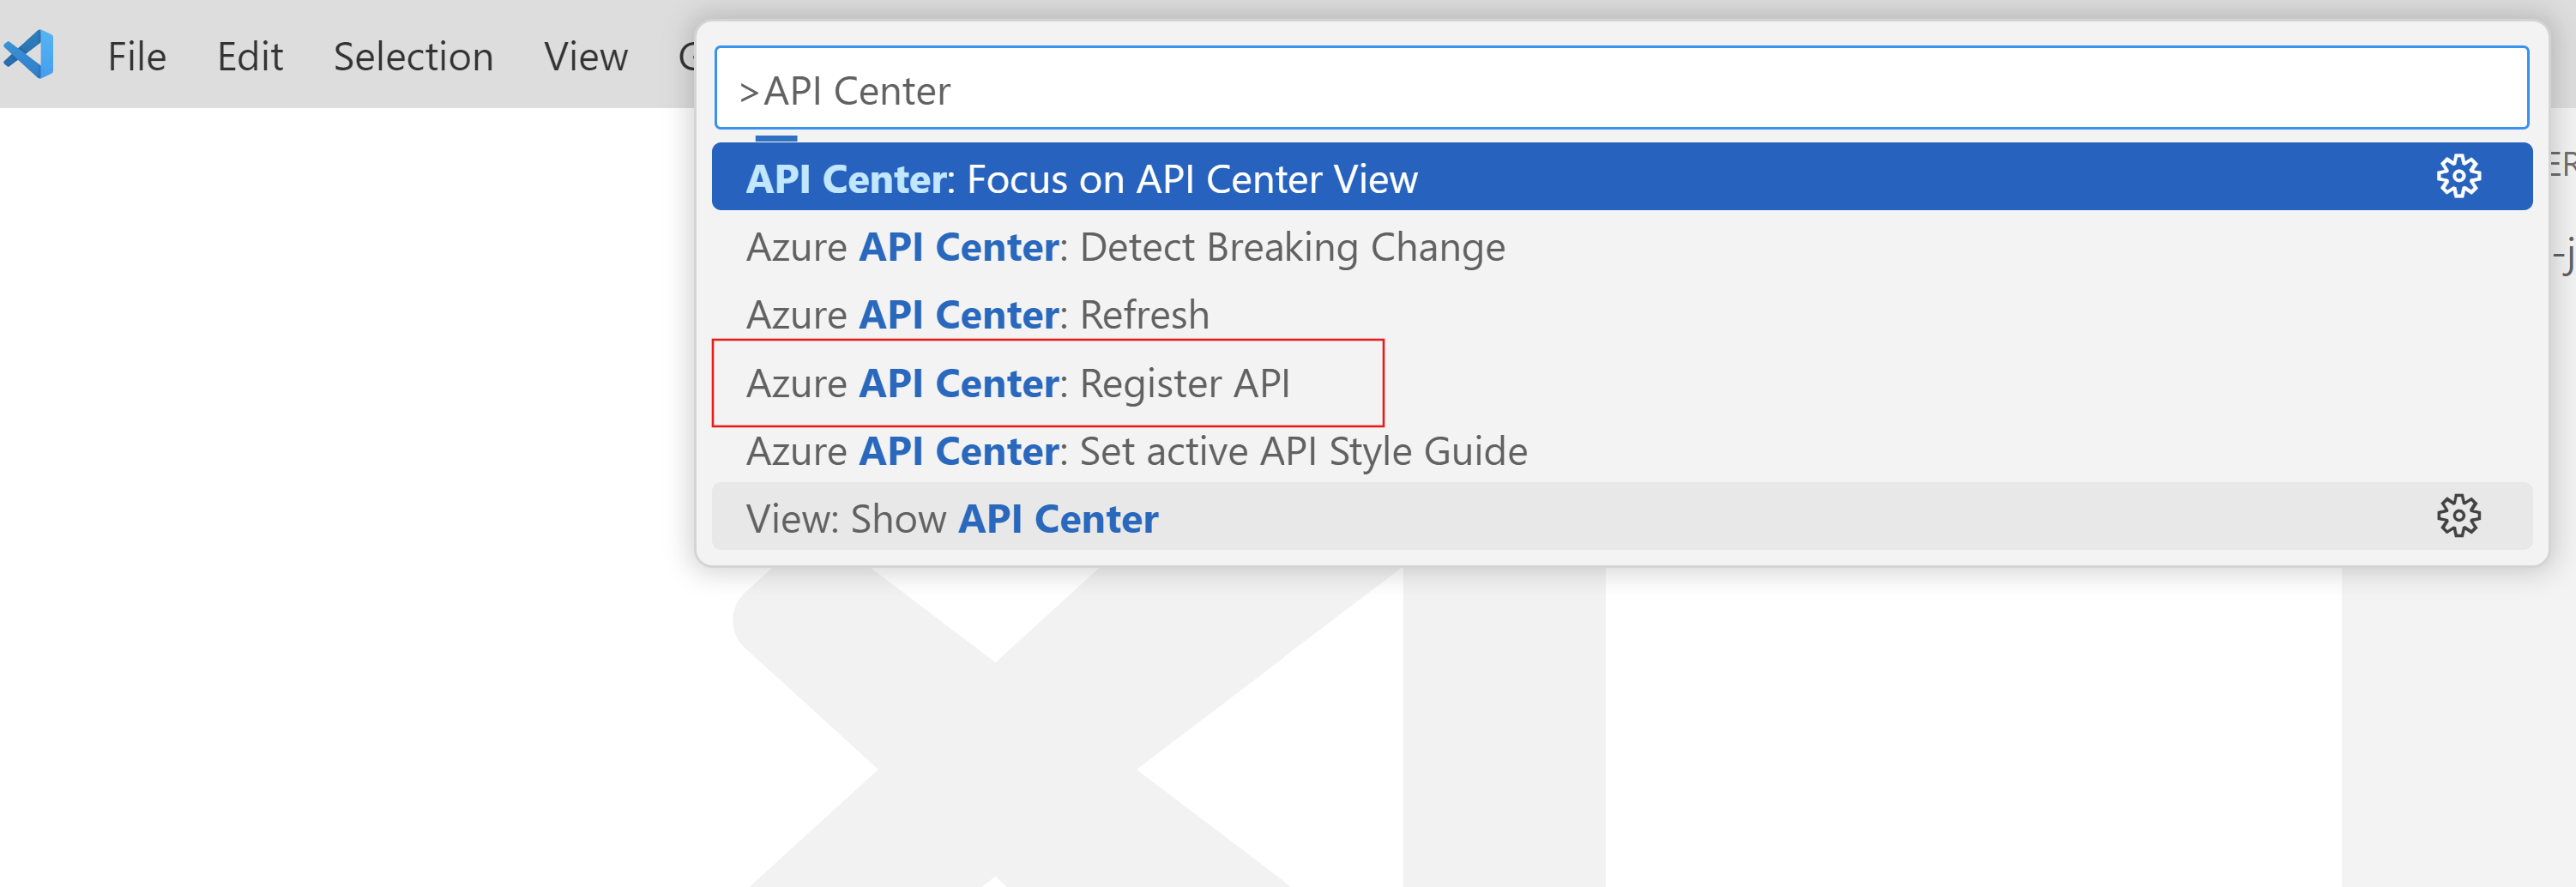 File Edit Selection View
>API Center
API Center: Focus on API Center View
Azure API Center: Detect Breaking Change
Azure API Center: Refresh
Azure API Center: Register API
Azure API Center: Set active API Style Guide
View: Show API Center